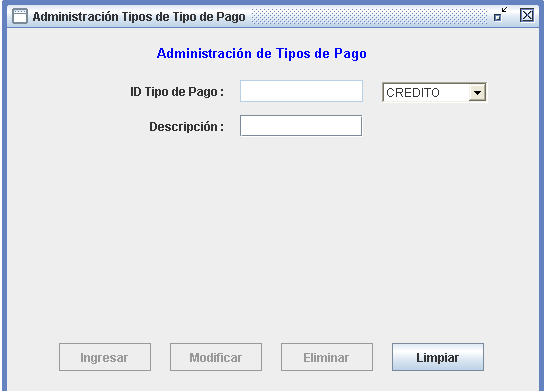 Administración Tipos de Tipo de Pago
Administración de Tipos de Pago
ID Tipo de Pago : CREDITO
Descripción :
Ingresar Modificar Eliminar Limpiar